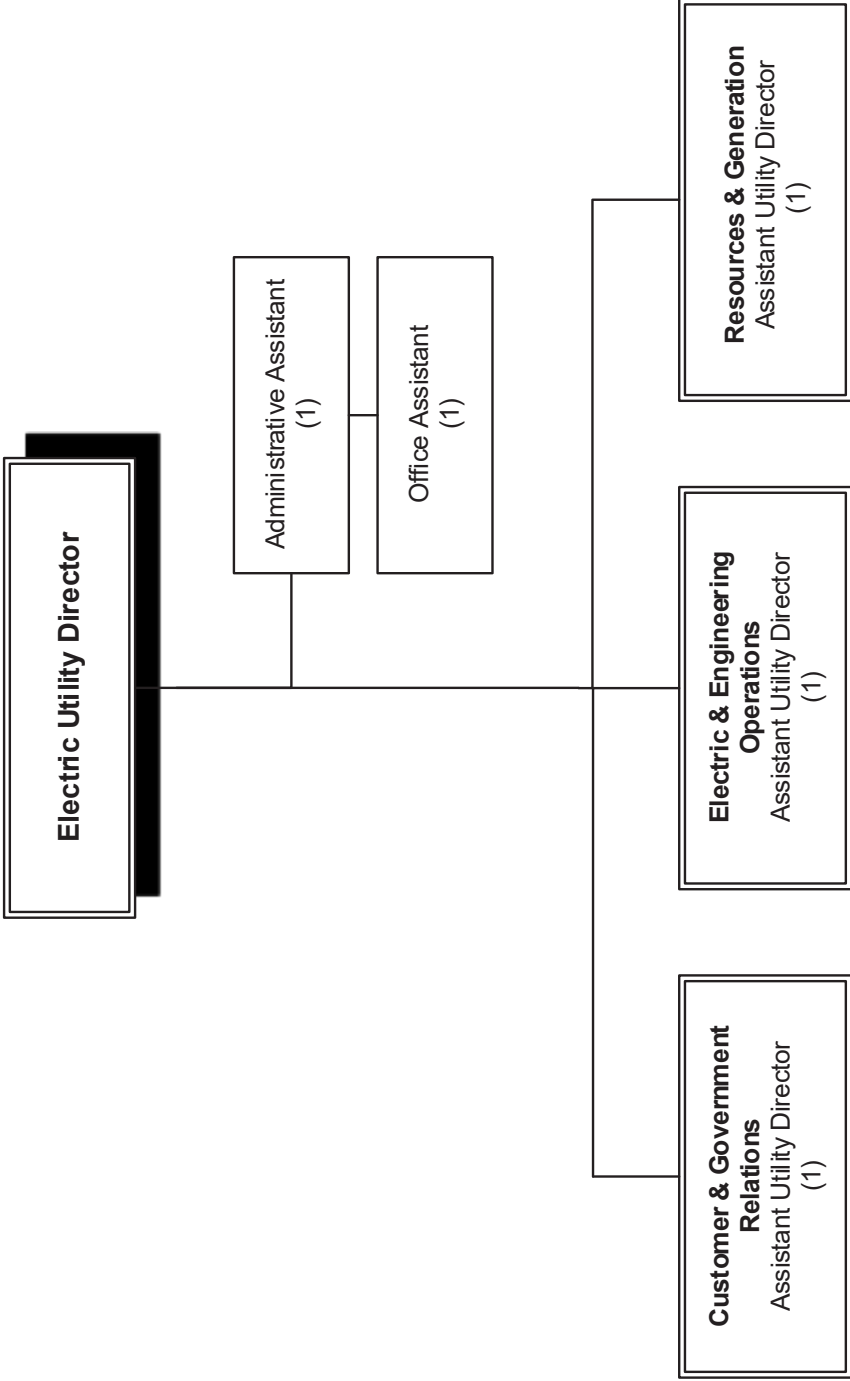 Electric Utility Director
Administrative Assistant
(1)
Office Assistant
(1)
Customer & Government
Relations
Assistant Utility Director
(1)
Electric & Engineering
Operations
Assistant Utility Director
(1)
Resources & Generation
Assistant Utility Director
(1)